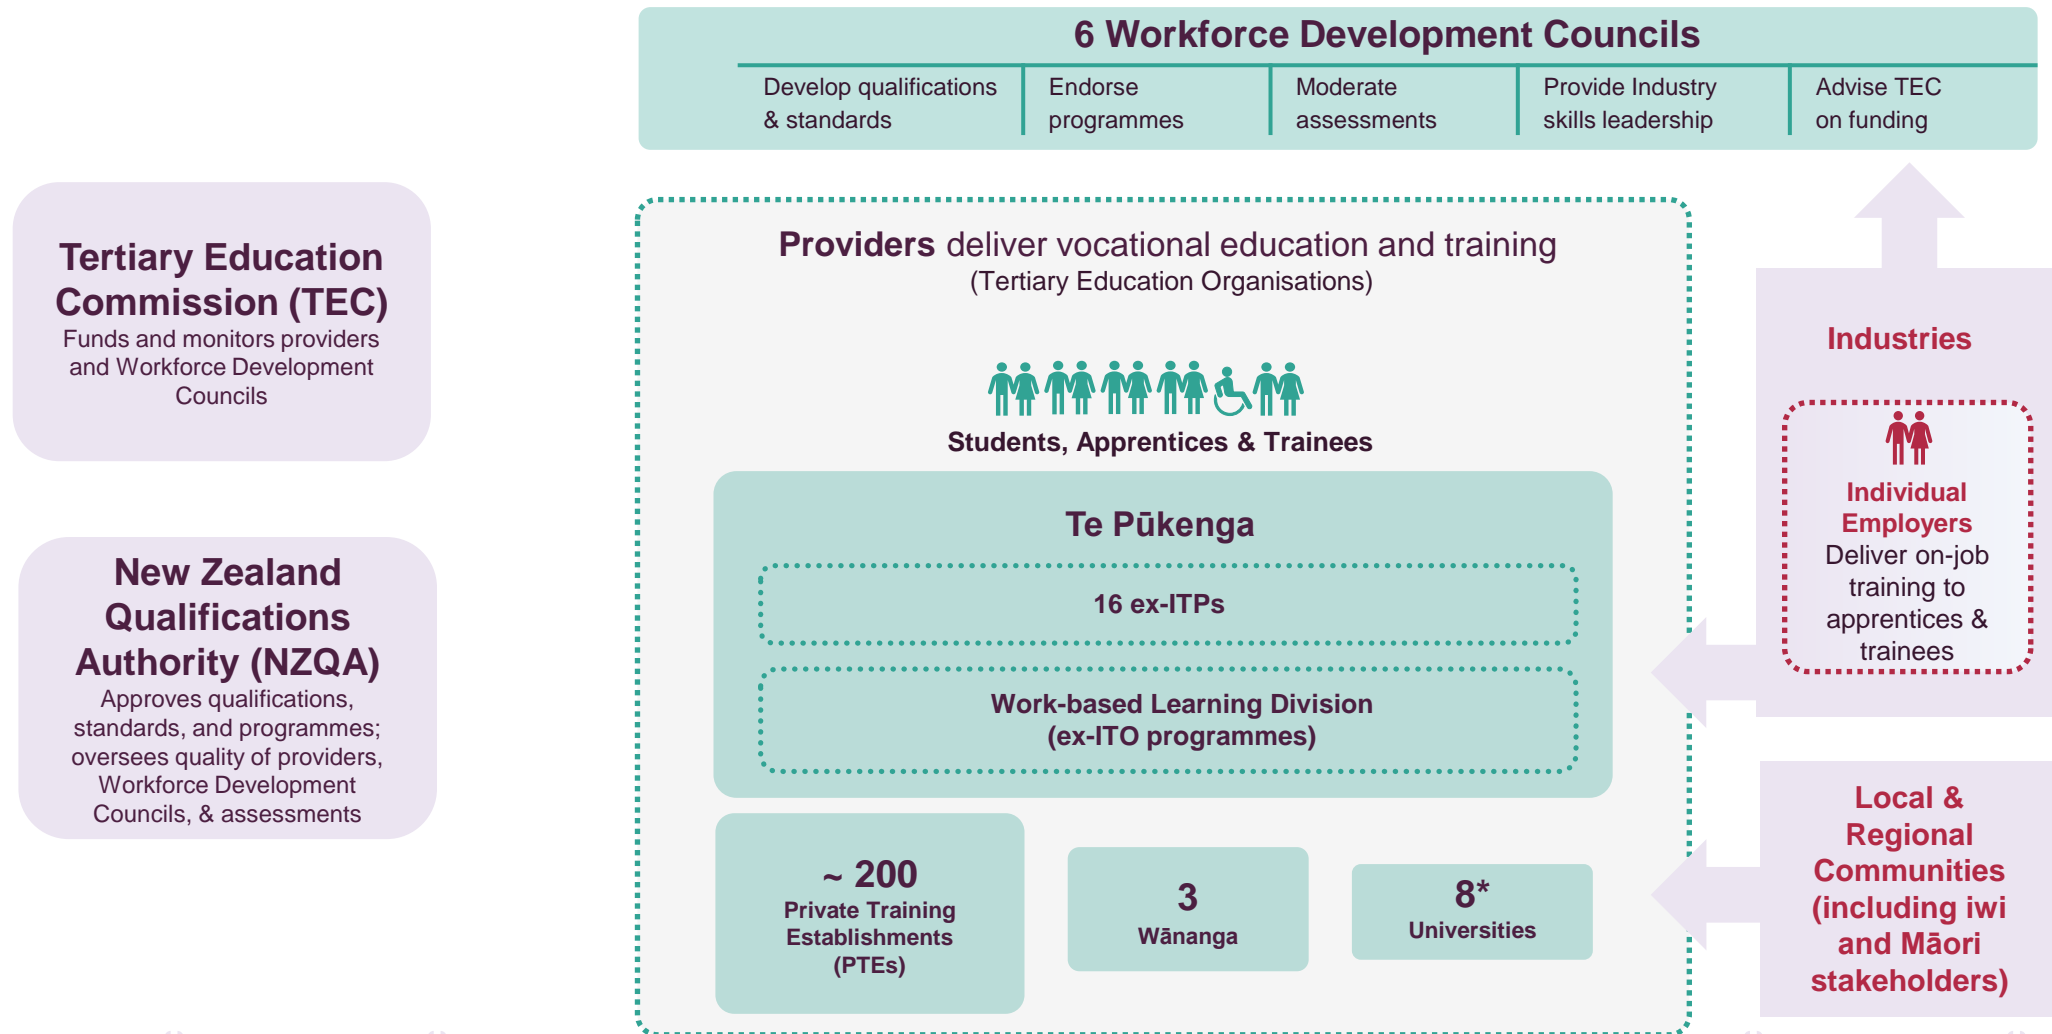 6 Workforce Development Councils
Develop qualifications
& standards
Endorse
programmes
Moderate
assessments
Provide Industry
skills leadership
Advise TEC
on funding
Tertiary Education
Commission (TEC)
Funds and monitors providers
and Workforce Development
Councils
New Zealand
Qualifications
Authority (NZQA)
Approves qualifications,
standards, and programmes;
oversees quality of providers,
Workforce Development
Councils, & assessments
Providers deliver vocational education and training
(Tertiary Education Organisations)
Students, Apprentices & Trainees
Te Pūkenga
16 ex-ITPs
Work-based Learning Division
(ex-ITO programmes)
~ 200
Private Training
Establishments
(PTEs)
3
Wānanga
8*
Universities
Industries
Individual
Employers
Deliver on-job
training to
apprentices &
trainees
Local &
Regional
Communities
(including iwi
and Māori
stakeholders)